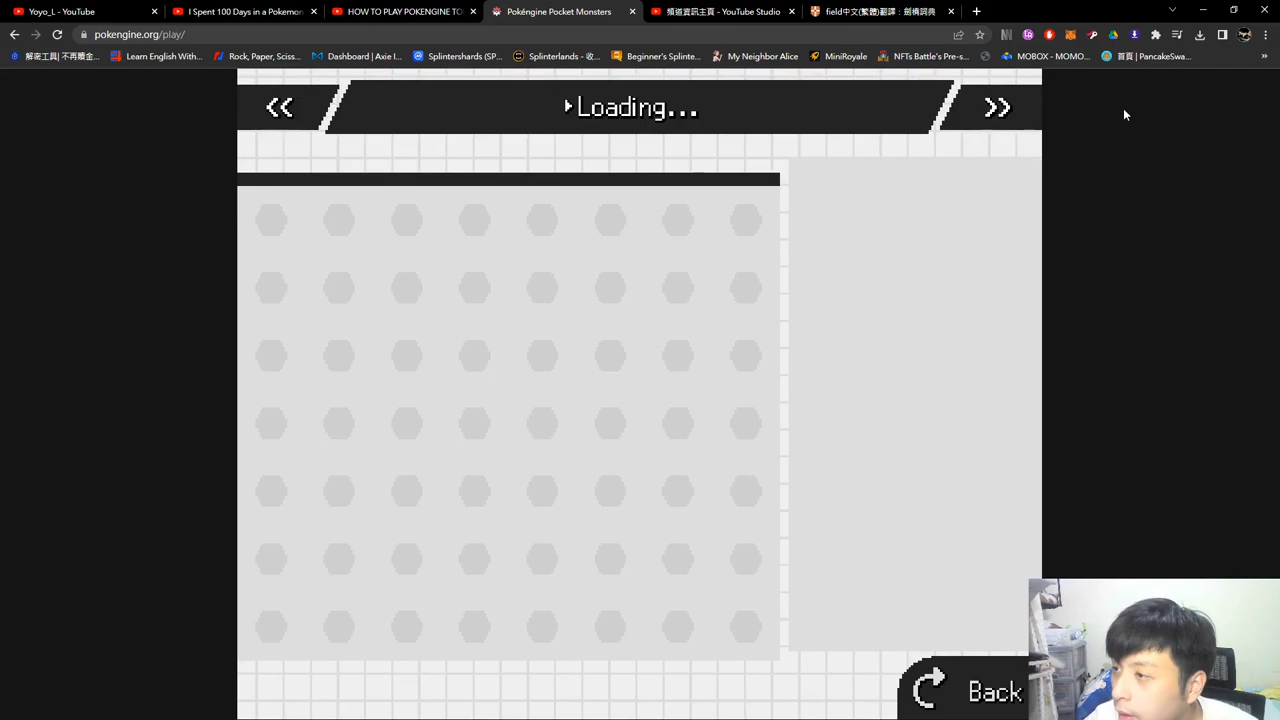 Yoyo_L - YouTube
I Spent 100 Days in a Pokemon
HOW TO PLAY POKENGINE TO
Pokéngine Pocket Monsters
頻道資訊主頁 - YouTube Studio
field中文(繁體)翻譯：劍橋詞典
pokengine.org/play/
解密工具| 不再贖金...
Learn English With...
Rock, Paper, Sciss...
Dashboard | Axie I...
Splintershards (SP...
Splinterlands - 收...
Beginner's Splinte...
My Neighbor Alice
MiniRoyale
NFTs Battle's Pre-s...
MOBOX - MOMO...
首頁 | PancakeSwa...
Loading...
Back